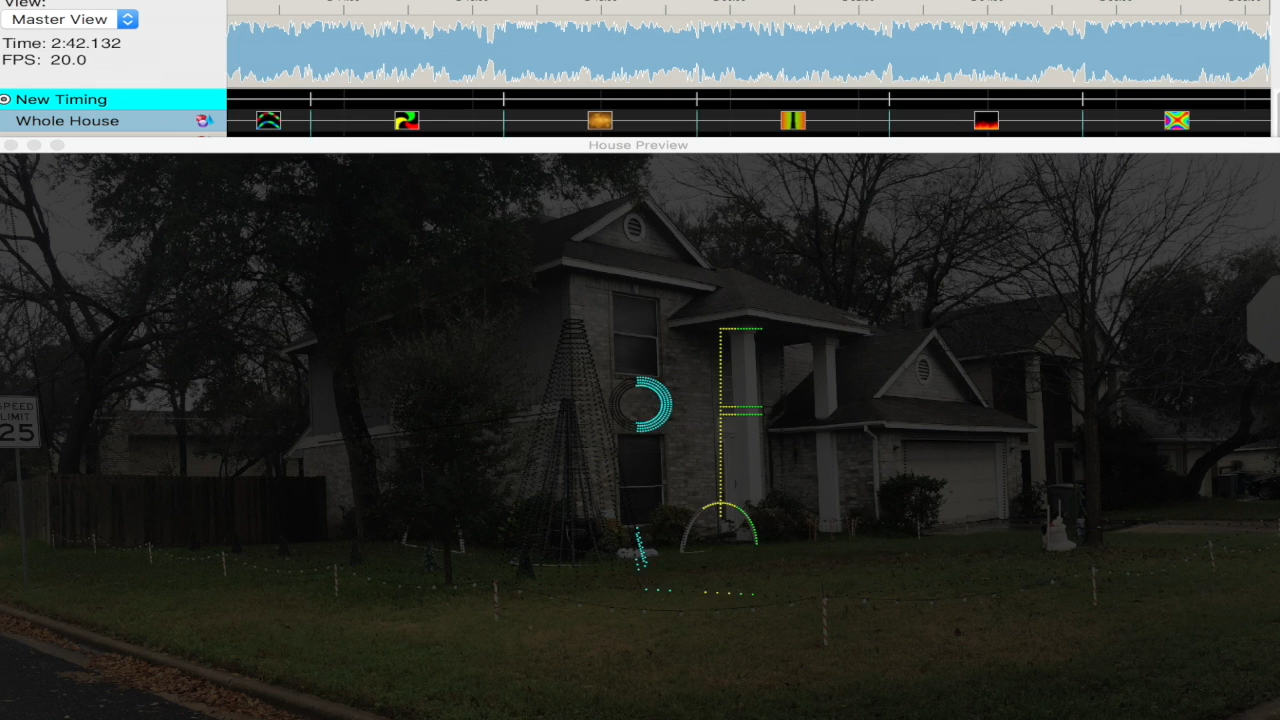 View:
Master View
Time: 2:42.132
FPS: 20.0
New Timing
Whole House
House Preview
SPEED
LIMIT
25